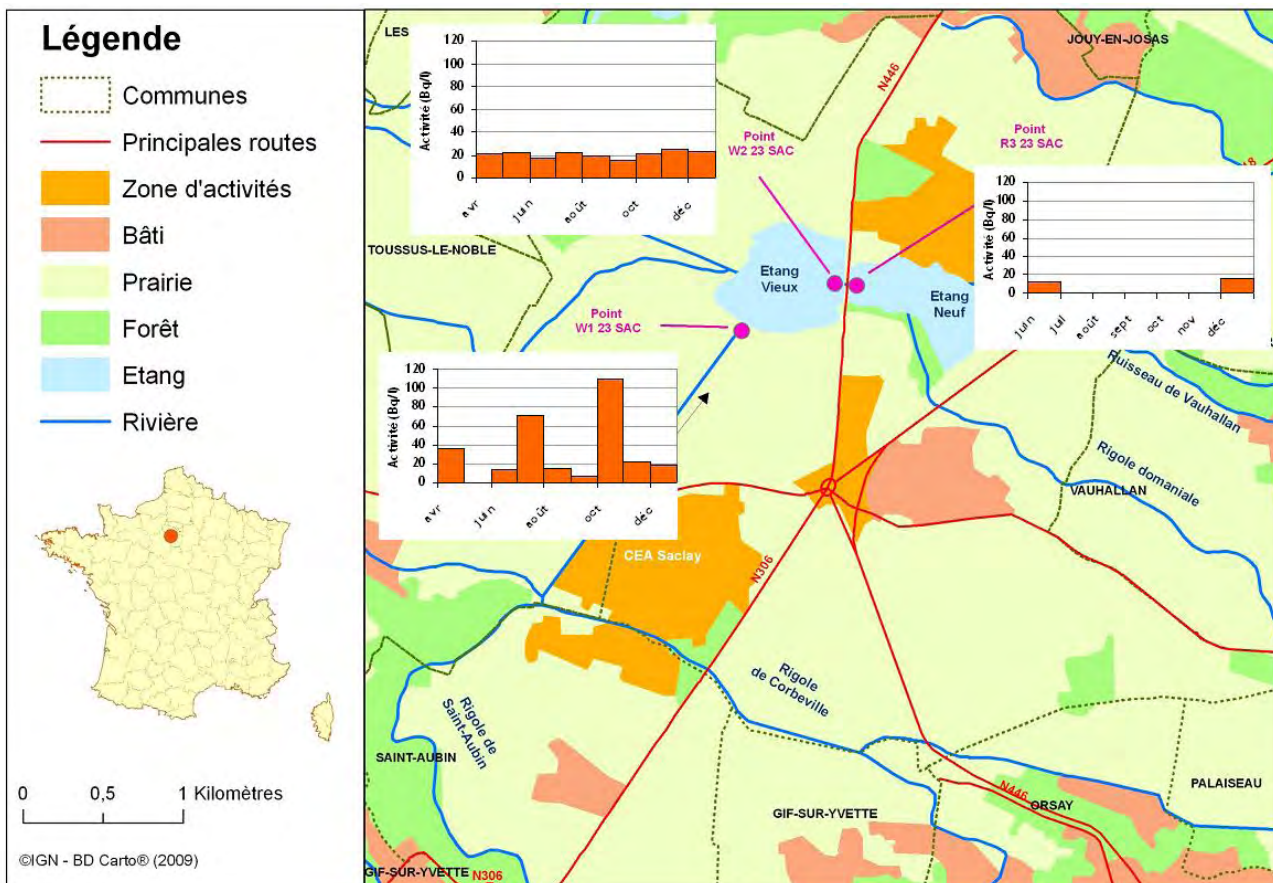 Légende
Communes
Principales routes
Zone d'activités
Bâti
Prairie
Forêt
Etang
Rivière
0 0,5 1 Kilomètres
©IGN - BD Carto® (2009)
LES
Activité (Bq/l)
120
100
80
60
40
20
0
avr
juin
août
oct
déc
JOUY-EN-JOSAS
N446
Point
W2 23 SAC
Point
R3 23 SAC
Activité (Bq/l)
120
100
80
60
40
20
0
juin
jul
août
sept
oct
nov
déc
TOUSSUS-LE-NOBLE
Etang
Vieux
Etang
Neuf
Point
W1 23 SAC
Activité (Bq/l)
120
100
80
60
40
20
0
avr
juin
août
oct
déc
Ruisseau de Vauhallan
Rigole domaniale
VAUHALLAN
CEA Saclay
N306
Rigole
de Corbeville
Rigole de
Saint-Aubin
SAINT-AUBIN
PALAISEAU
N446
ORSAY
GIF-SUR-YVETTE
GIF-SUR-YVETTE
N306